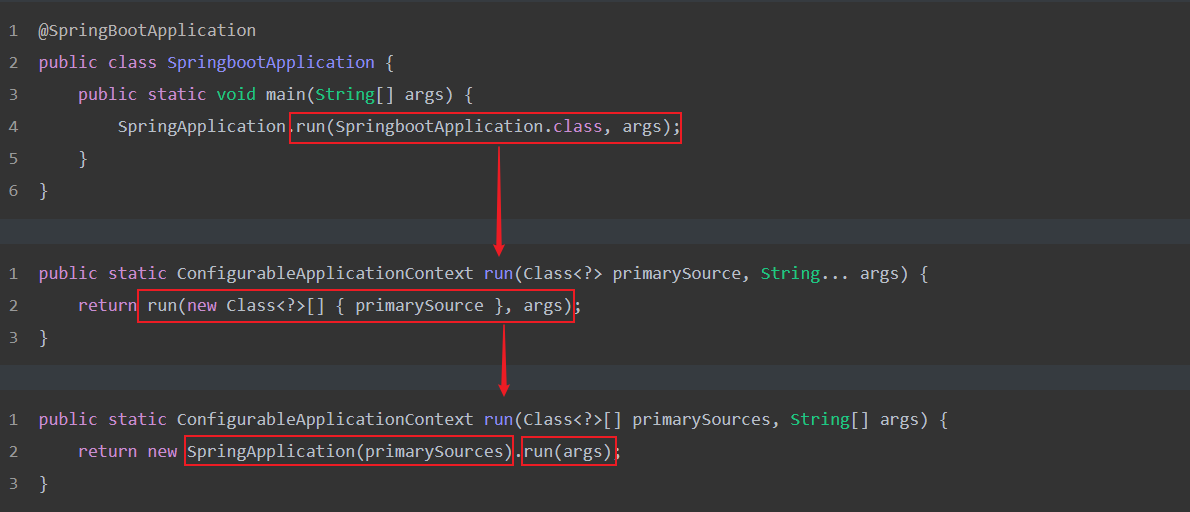 1 @SpringBootApplication
2 public class SpringbootApplication {
3     public static void main(String[] args) {
4         SpringApplication.run(SpringbootApplication.class, args);
5     }
6 }
1 public static ConfigurableApplicationContext run(Class<?> primarySource, String... args) {
2     return run(new Class<?>[] { primarySource }, args);
3 }
1 public static ConfigurableApplicationContext run(Class<?>[] primarySources, String[] args) {
2     return new SpringApplication(primarySources).run(args);
3 }